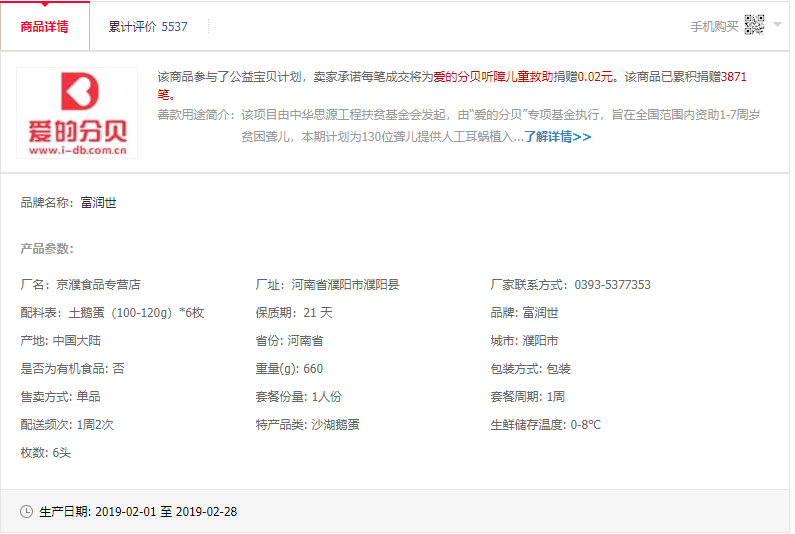 商品详情 累计评价 5537 手机购买
该商品参与了公益宝贝计划，卖家承诺每笔成交将为爱的分贝听障儿童救助捐赠0.02元。该商品已累积捐赠3871
笔。
爱的分贝
www.i-db.com.cn
善款用途简介：该项目由中华思源工程扶贫基金会发起，由“爱的分贝”专项基金执行，旨在全国范围内资助1-7周岁
贫困聋儿，本期计划为130位聋儿提供人工耳蜗植入...了解详情>>
品牌名称：富润世
产品参数：
厂名：京濮食品专营店 厂址：河南省濮阳市濮阳县 厂家联系方式：0393-5377353
配料表：土鹅蛋（100-120g）*6枚 保质期：21 天 品牌: 富润世
产地: 中国大陆 省份: 河南省 城市: 濮阳市
是否为有机食品: 否 重量(g): 660 包装方式: 包装
售卖方式: 单品 套餐份量: 1人份 套餐周期: 1周
配送频次: 1周2次 特产品类: 沙湖鹅蛋 生鲜储存温度: 0-8℃
枚数: 6头
生产日期: 2019-02-01 至 2019-02-28